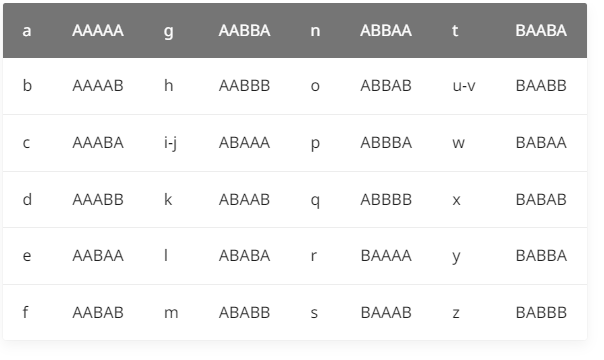 a AAAAA g AABBA n ABBAA t BAABA
b AAAAB h AABBB o ABBAB u-v BAABB
c AAABA i-j ABAAA p ABBBA w BABAA
d AAABB k ABAAB q ABBBB x BABAB
e AABAA l ABABA r BAAAA y BABBA
f AABAB m ABABB s BAAAB z BABBB